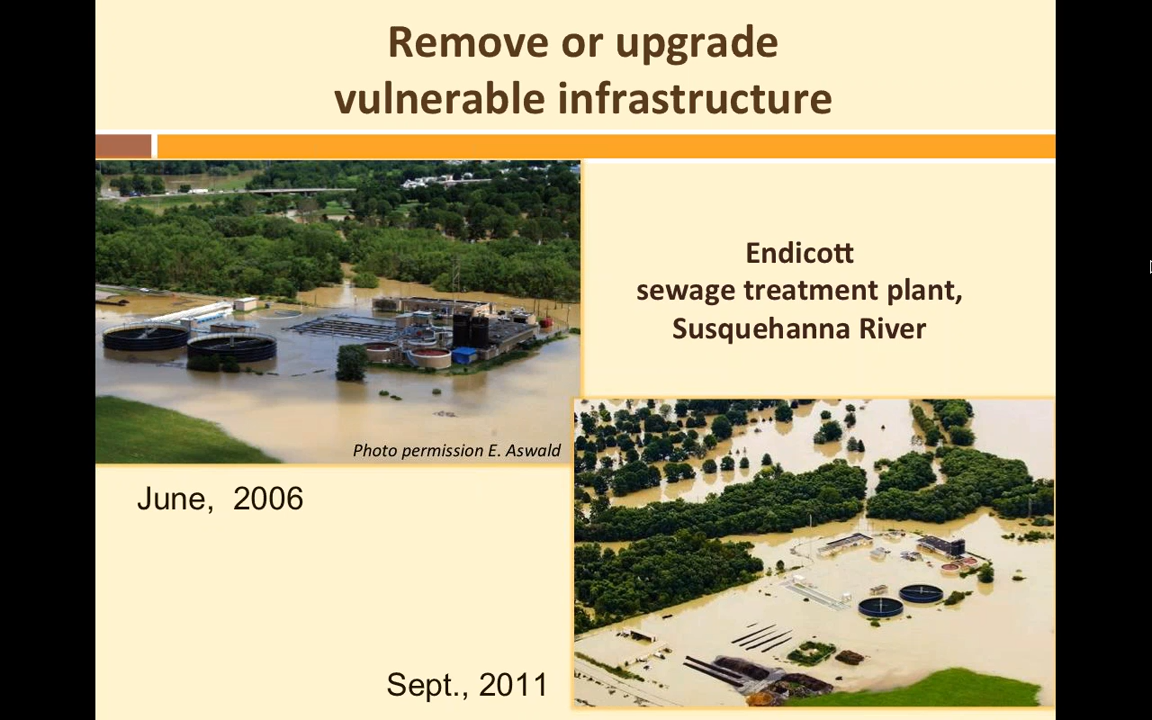 Remove or upgrade
vulnerable infrastructure
Endicott
sewage treatment plant,
Susquehanna River
Photo permission E. Aswald
June,  2006
Sept., 2011